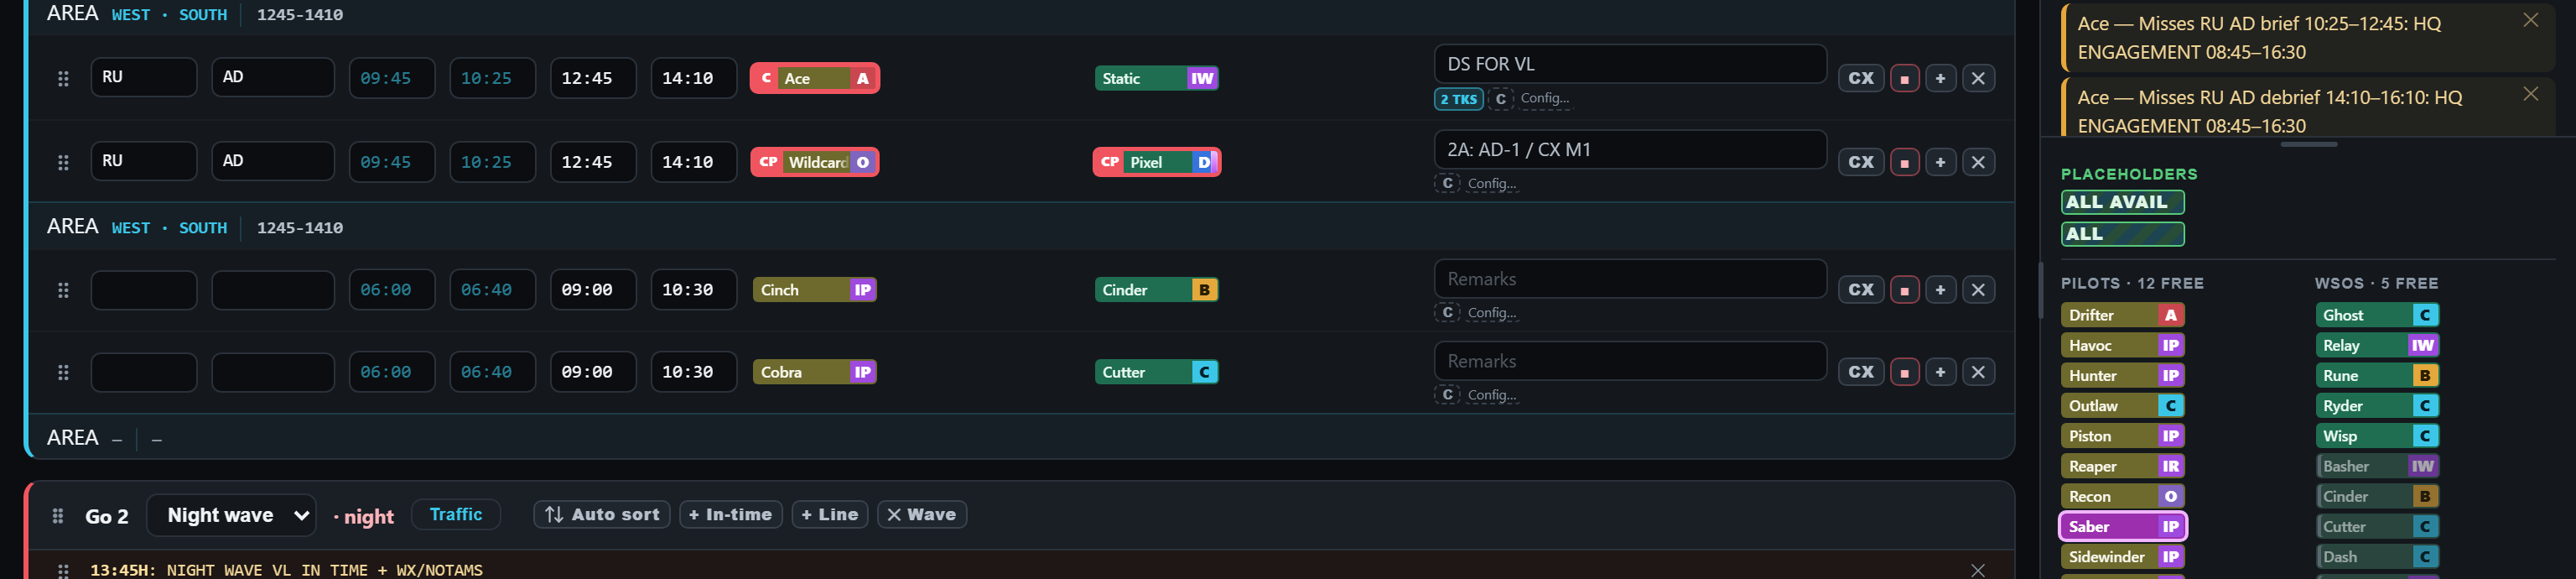 AREA WEST · SOUTH 1245-1410
RU AD 09:45 10:25 12:45 14:10 C Ace A Static IW DS FOR VL CX + X
2 TKS C Config...
RU AD 09:45 10:25 12:45 14:10 CP Wildcard O CP Pixel D 2A: AD-1 / CX M1 CX + X
C Config...
AREA WEST · SOUTH 1245-1410
06:00 06:40 09:00 10:30 Cinch IP Cinder B Remarks CX + X
C Config...
06:00 06:40 09:00 10:30 Cobra IP Cutter C Remarks CX + X
C Config...
AREA – –
Go 2 Night wave · night Traffic Auto sort + In-time + Line X Wave
13:45H: NIGHT WAVE VL IN TIME + WX/NOTAMS
Ace — Misses RU AD brief 10:25–12:45: HQ
ENGAGEMENT 08:45–16:30
Ace — Misses RU AD debrief 14:10–16:10: HQ
ENGAGEMENT 08:45–16:30
PLACEHOLDERS
ALL AVAIL
ALL
PILOTS · 12 FREE
Drifter A
Havoc IP
Hunter IP
Outlaw C
Piston IP
Reaper IR
Recon O
Saber IP
Sidewinder IP
WSOS · 5 FREE
Ghost C
Relay IW
Rune B
Ryder C
Wisp C
Basher IW
Cinder B
Cutter C
Dash C